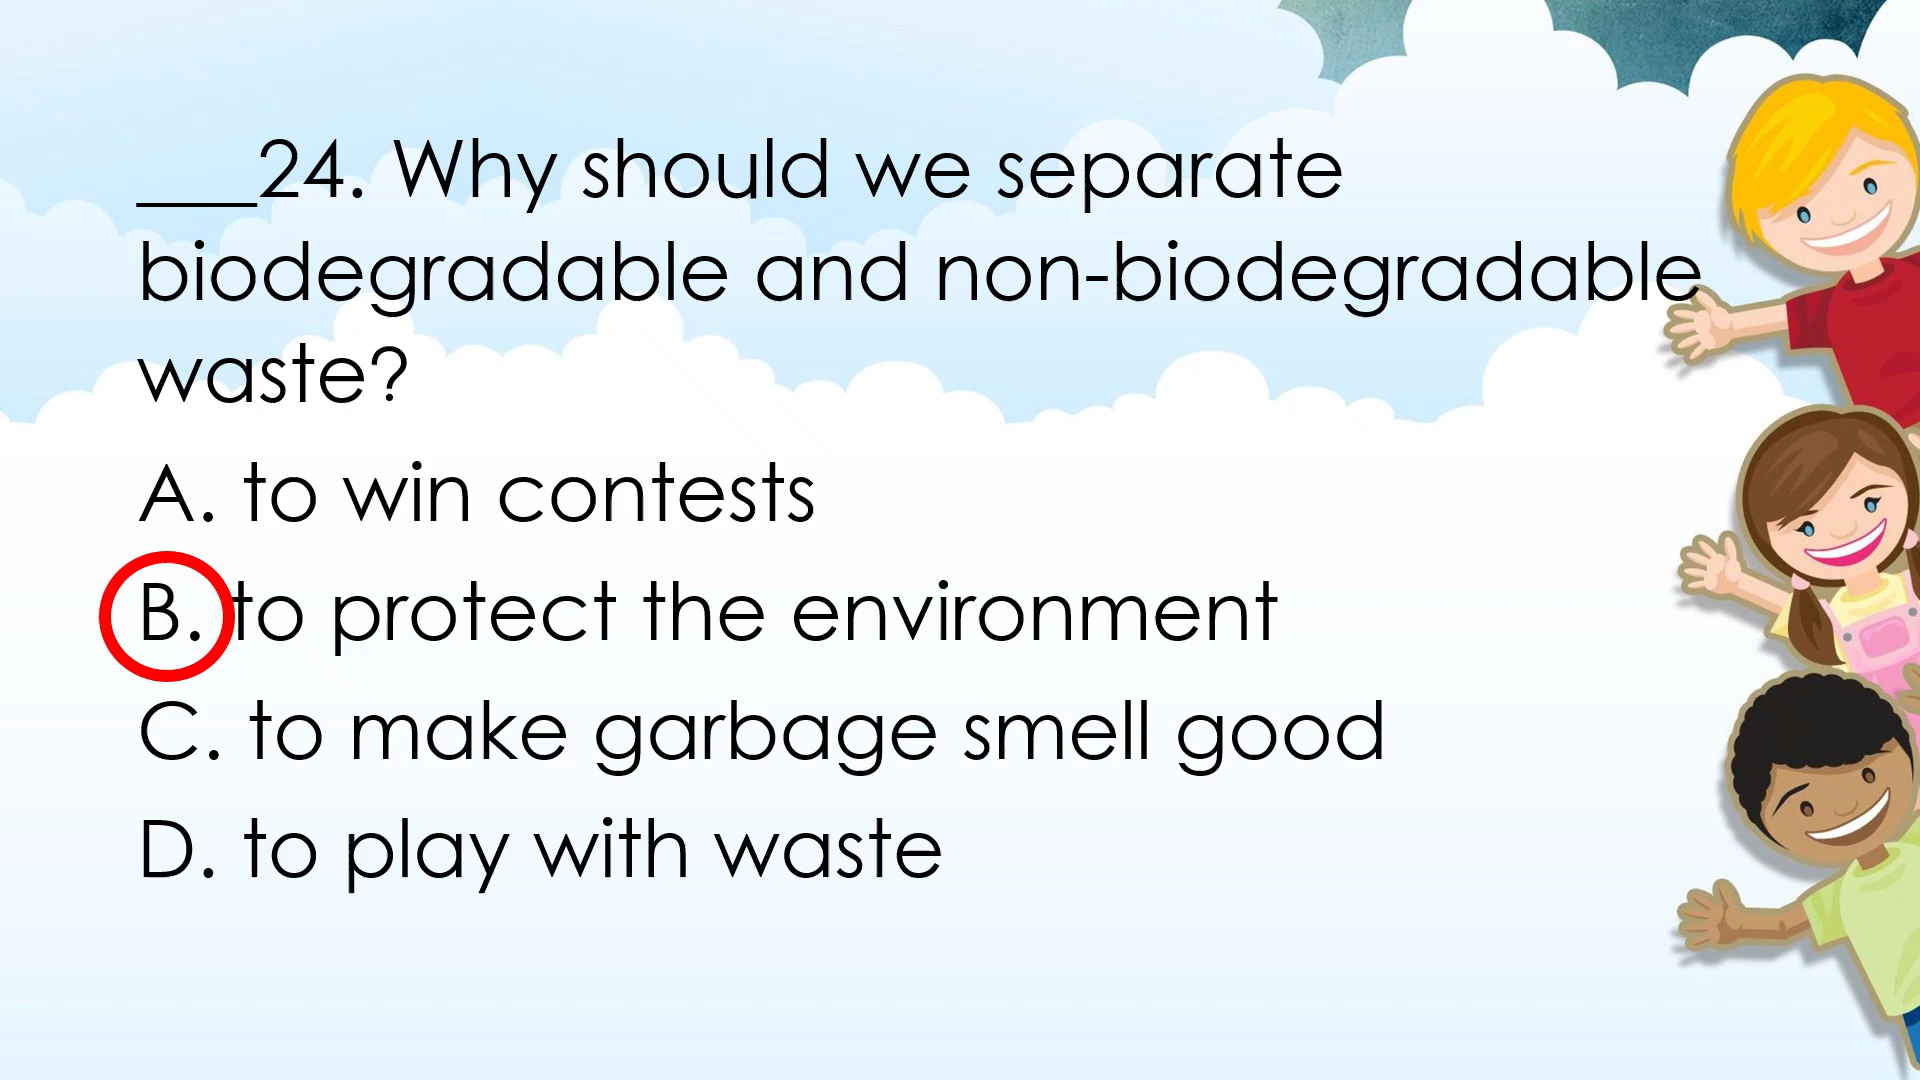 ___24. Why should we separate
biodegradable and non-biodegradable
waste?
A. to win contests
B. to protect the environment
C. to make garbage smell good
D. to play with waste